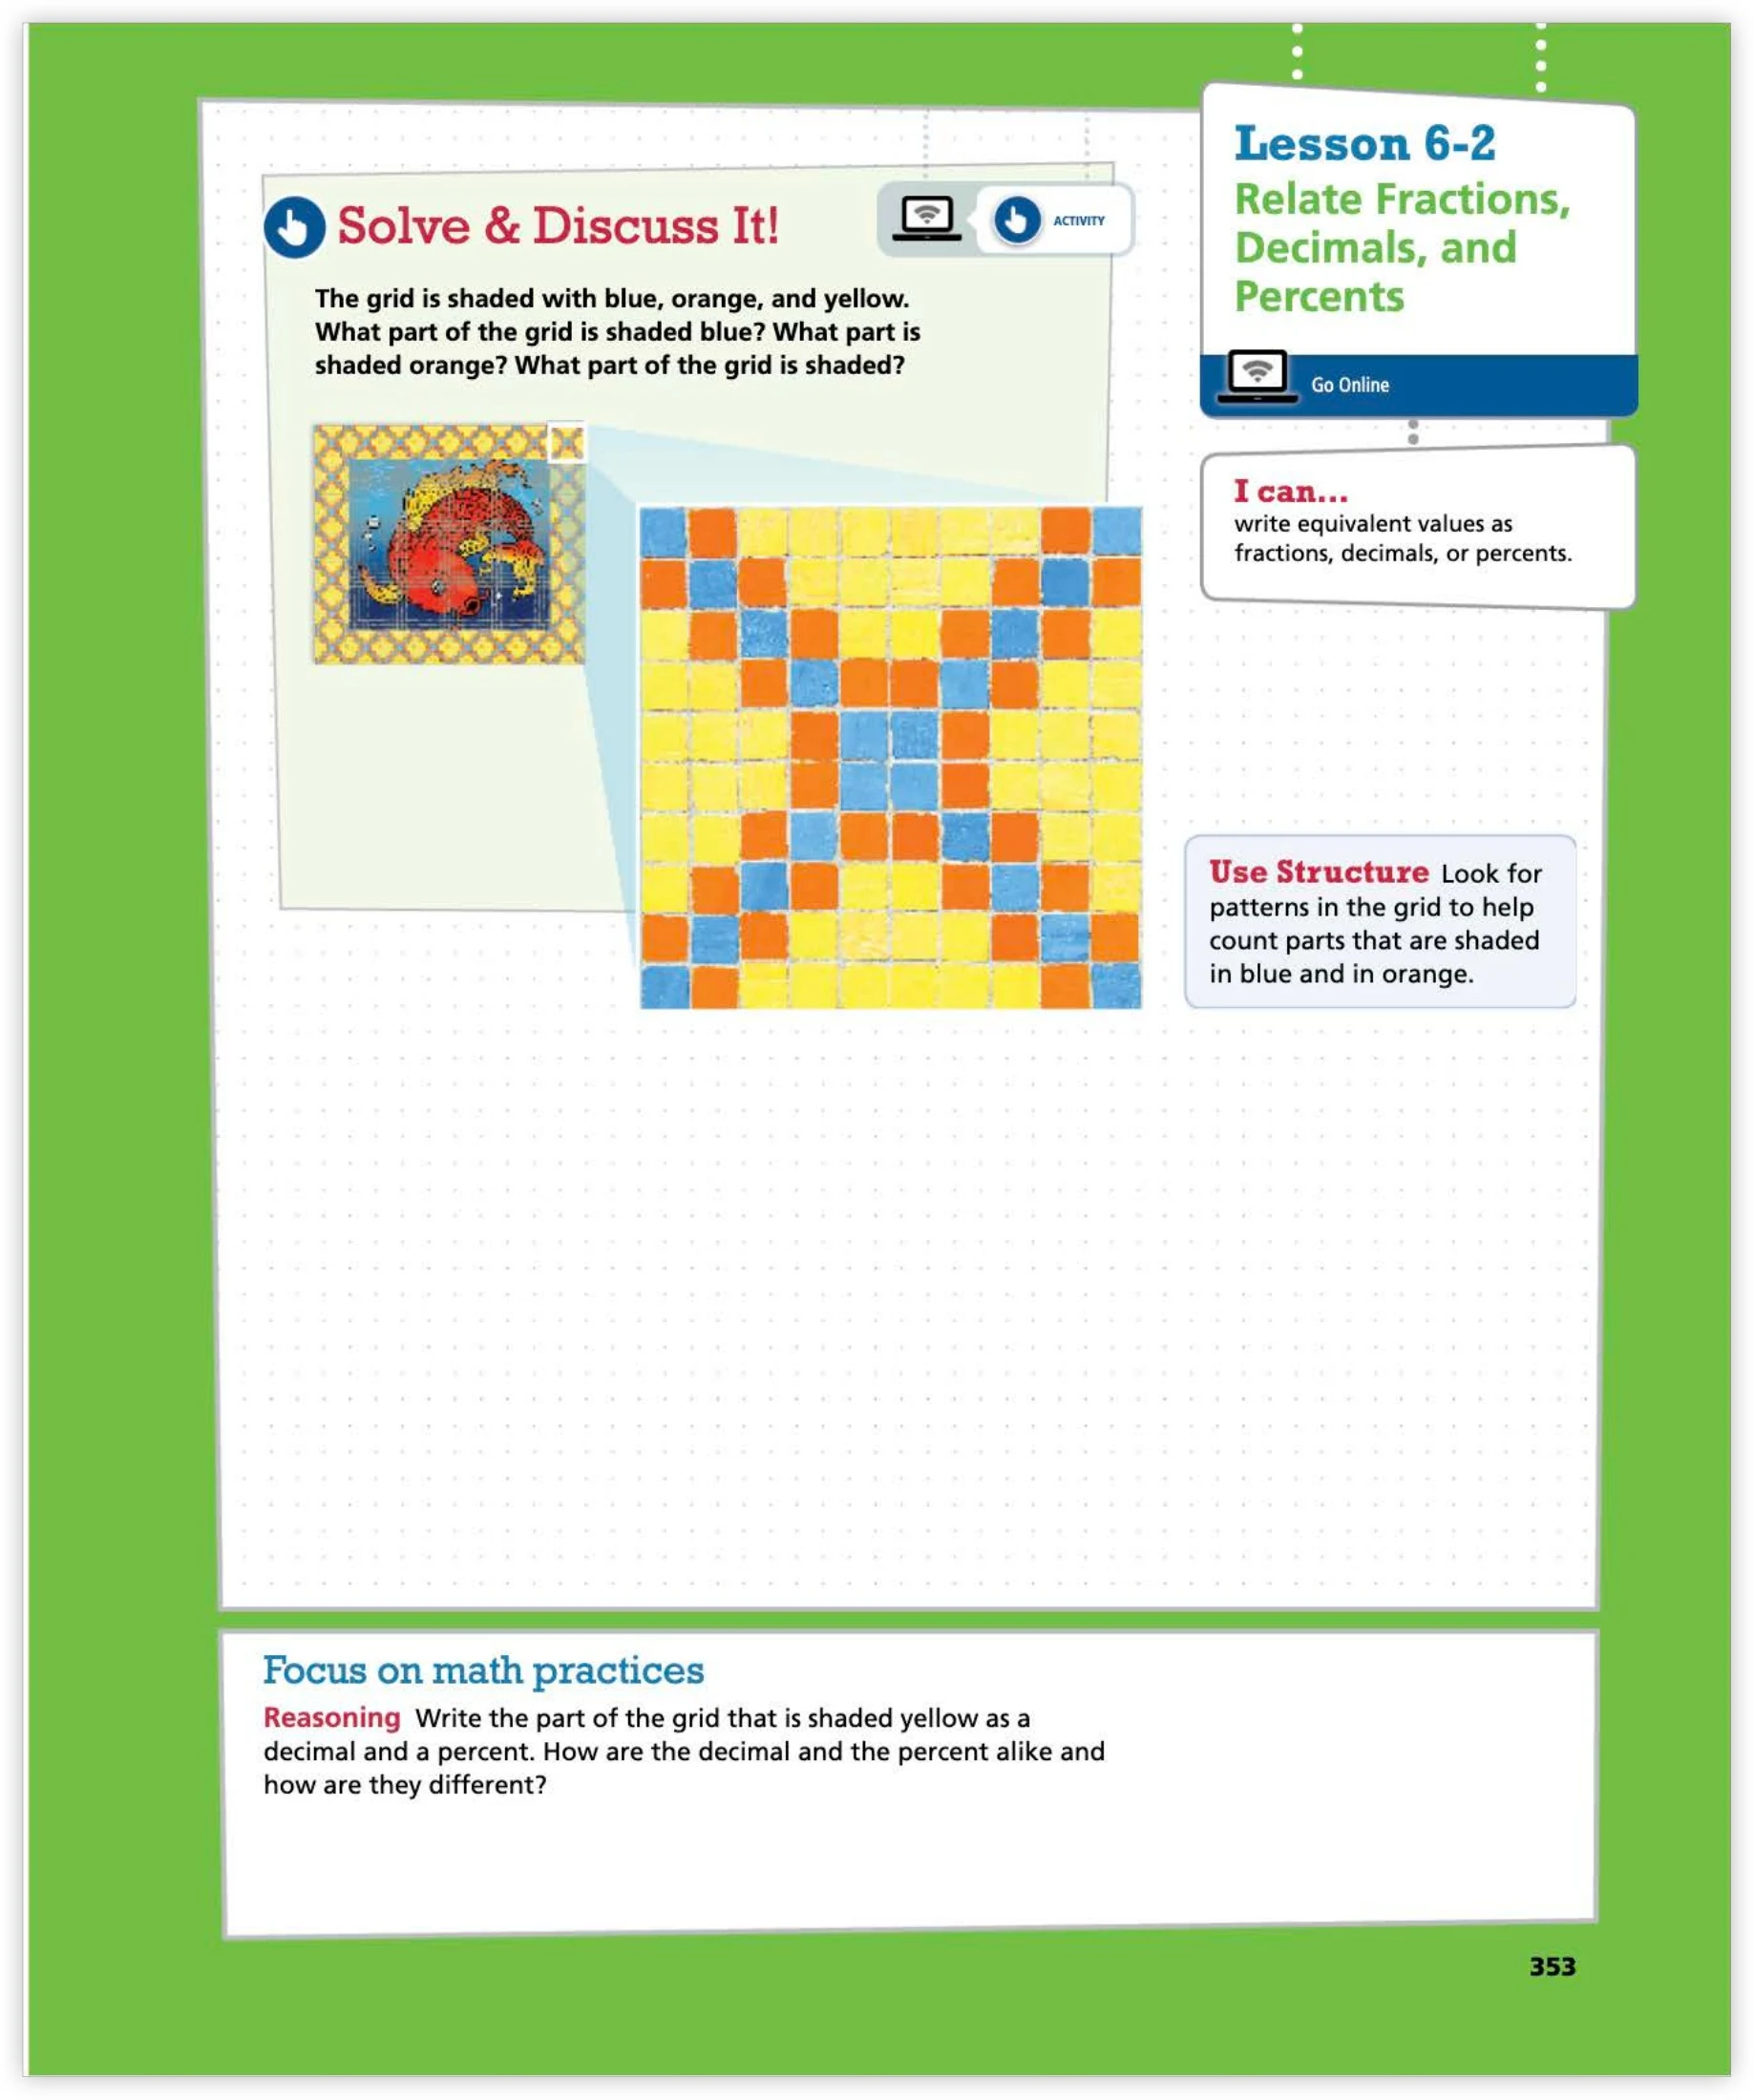 Lesson 6-2
Relate Fractions,
Decimals, and
Percents
Go Online
Solve & Discuss It!
ACTIVITY
The grid is shaded with blue, orange, and yellow.
What part of the grid is shaded blue? What part is
shaded orange? What part of the grid is shaded?
I can...
write equivalent values as
fractions, decimals, or percents.
Use Structure Look for
patterns in the grid to help
count parts that are shaded
in blue and in orange.
Focus on math practices
Reasoning Write the part of the grid that is shaded yellow as a
decimal and a percent. How are the decimal and the percent alike and
how are they different?
353